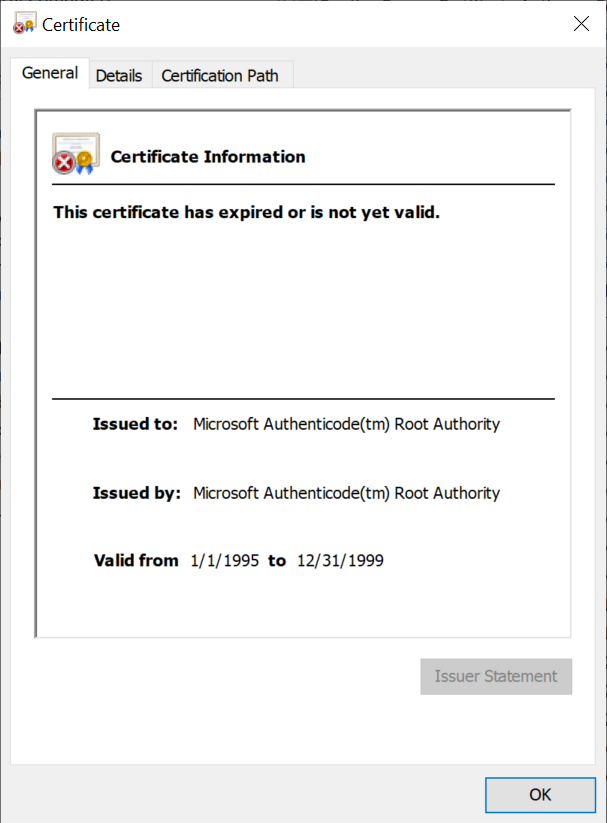 Certificate
General Details Certification Path
Certificate Information
This certificate has expired or is not yet valid.
Issued to: Microsoft Authenticode(tm) Root Authority
Issued by: Microsoft Authenticode(tm) Root Authority
Valid from 1/1/1995 to 12/31/1999
Issuer Statement
OK